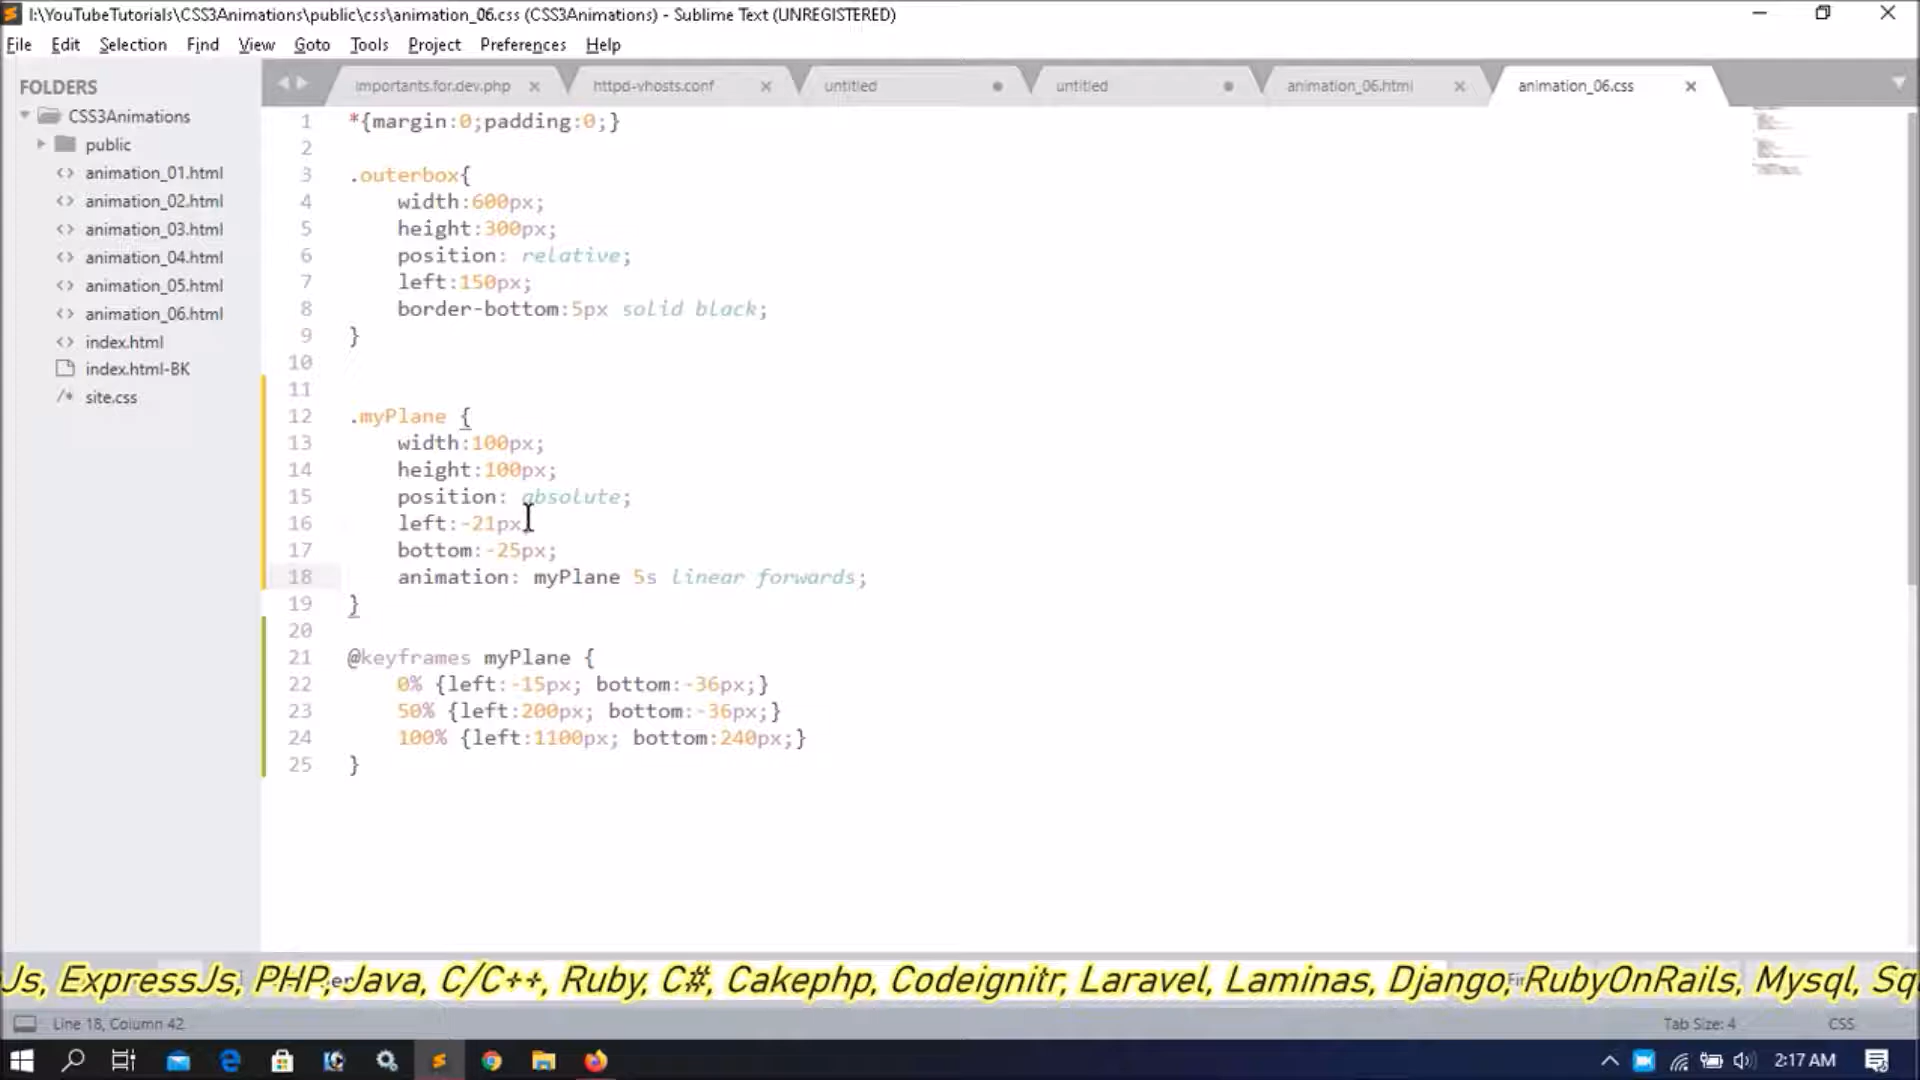 I:\YouTubeTutorials\CSS3Animations\public\css\animation_06.css (CSS3Animations) - Sublime Text (UNREGISTERED)
File Edit Selection Find View Goto Tools Project Preferences Help
FOLDERS
CSS3Animations
public
animation_01.html
animation_02.html
animation_03.html
animation_04.html
animation_05.html
animation_06.html
index.html
index.html-BK
site.css
importants.for.dev.php httpd-vhosts.conf untitled untitled animation_06.html animation_06.css
1 *{margin:0;padding:0;}
2
3 .outerbox{
4 width:600px;
5 height:300px;
6 position: relative;
7 left:150px;
8 border-bottom:5px solid black;
9 }
10
11
12 .myPlane {
13 width:100px;
14 height:100px;
15 position: absolute;
16 left:-21px
17 bottom:-25px;
18 animation: myPlane 5s linear forwards;
19 }
20
21 @keyframes myPlane {
22 0% {left:-15px; bottom:-36px;}
23 50% {left:200px; bottom:-36px;}
24 100% {left:1100px; bottom:240px;}
25 }
Js, ExpressJs, PHP, Java, C/C++, Ruby, C#, Cakephp, Codeignitr, Laravel, Laminas, Django, RubyOnRails, Mysql, Sq
Line 18, Column 42 Tab Size: 4 CSS
2:17 AM